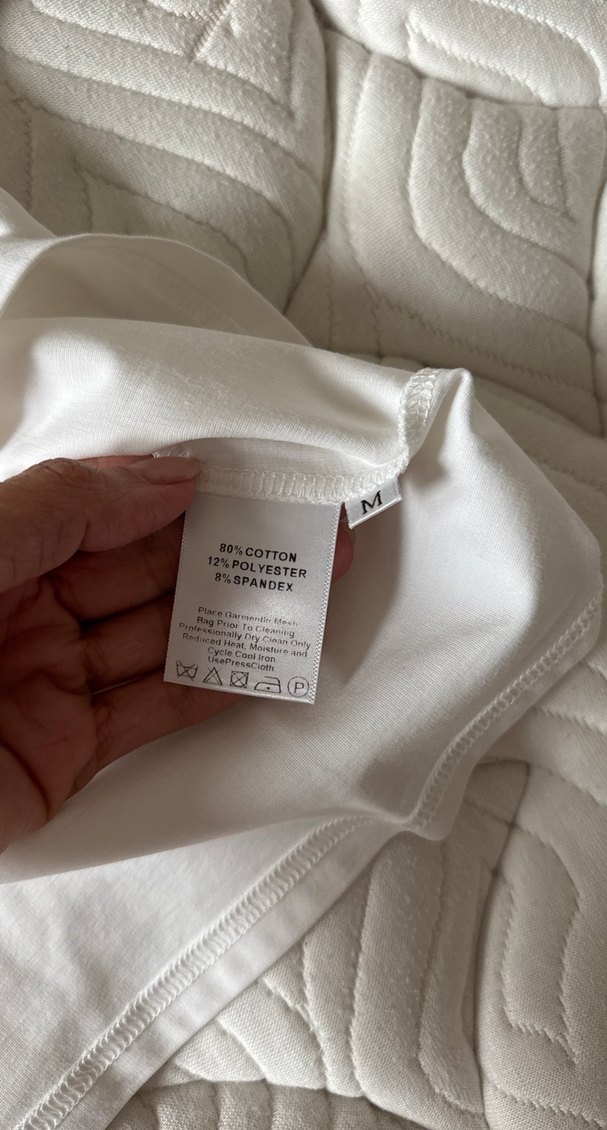 M
80%COTTON
12%POLYESTER
8%SPANDEX
Place Garmentin Mesh
Bag Prior To Cleaning
Professionally Dry Clean Only
Reduced Heat, Moisture and
Cycle Cool Iron.
UsePressCloth.
P